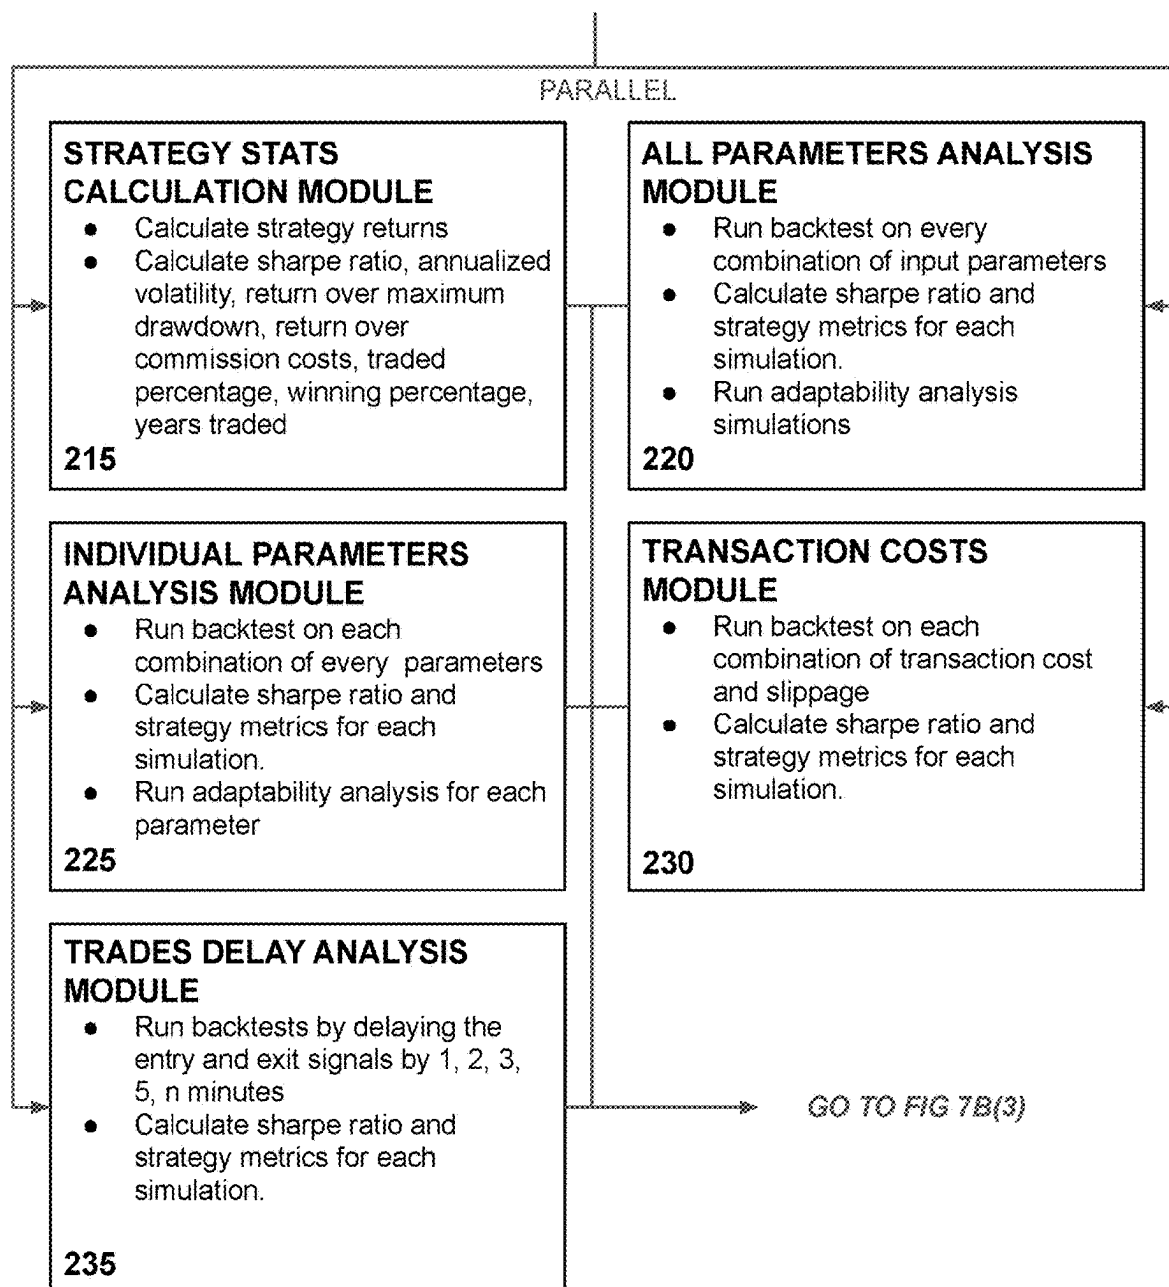 PARALLEL
STRATEGY STATS
CALCULATION MODULE
● Calculate strategy returns
● Calculate sharpe ratio, annualized
volatility, return over maximum
drawdown, return over
commission costs, traded
percentage, winning percentage,
years traded
215
ALL PARAMETERS ANALYSIS
MODULE
● Run backtest on every
combination of input parameters
● Calculate sharpe ratio and
strategy metrics for each
simulation.
● Run adaptability analysis
simulations
220
INDIVIDUAL PARAMETERS
ANALYSIS MODULE
● Run backtest on each
combination of every parameters
● Calculate sharpe ratio and
strategy metrics for each
simulation.
● Run adaptability analysis for each
parameter
225
TRANSACTION COSTS
MODULE
● Run backtest on each
combination of transaction cost
and slippage
● Calculate sharpe ratio and
strategy metrics for each
simulation.
230
TRADES DELAY ANALYSIS
MODULE
● Run backtests by delaying the
entry and exit signals by 1, 2, 3,
5, n minutes
● Calculate sharpe ratio and
strategy metrics for each
simulation.
235
GO TO FIG 7B(3)